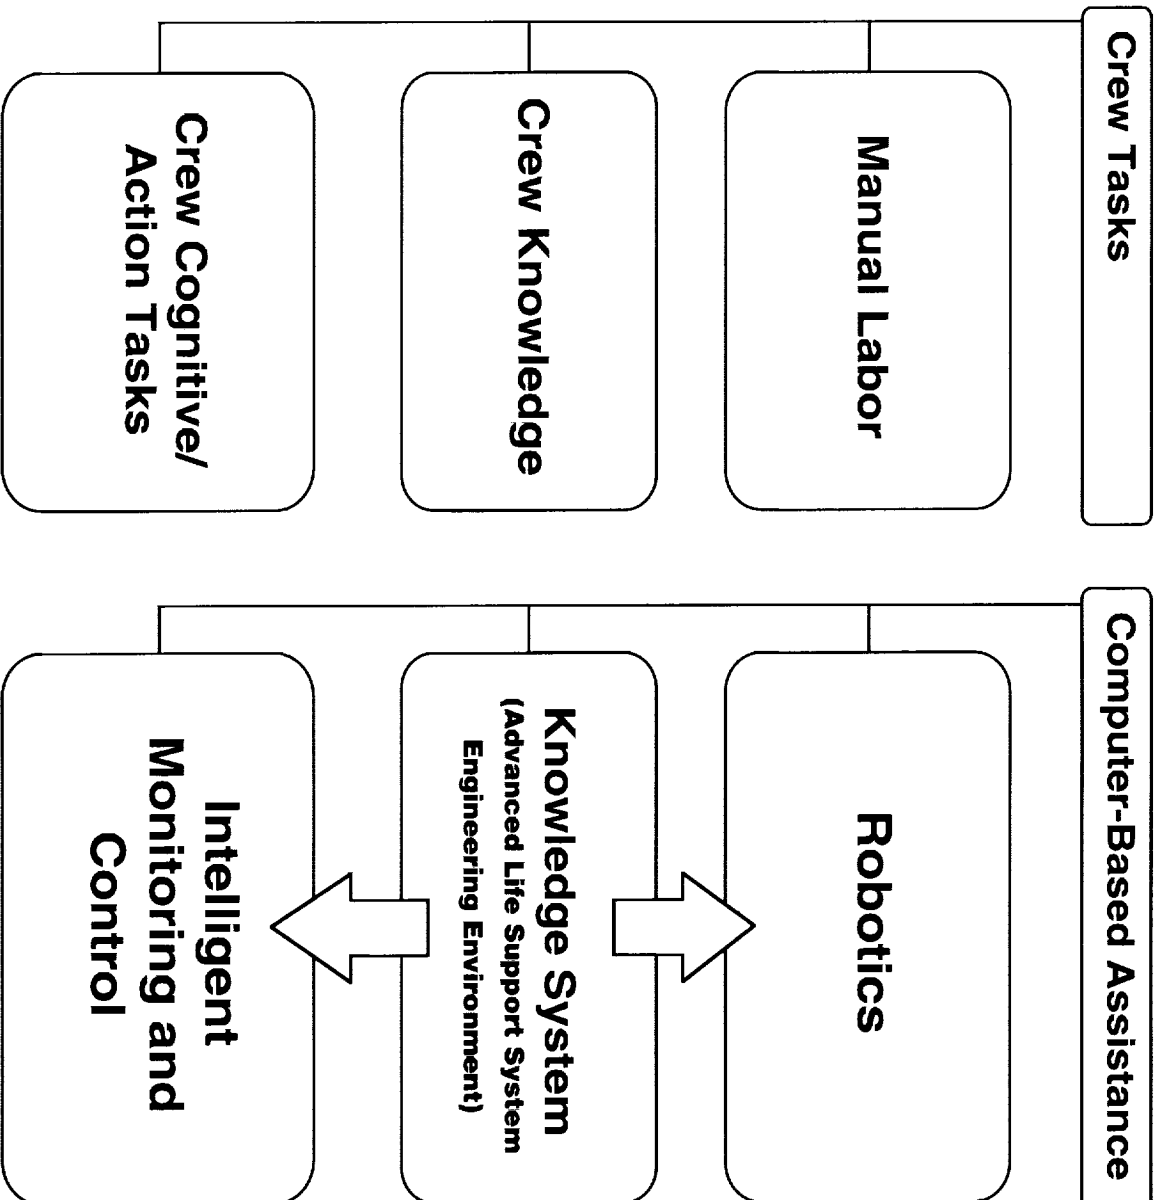 Crew Tasks
Manual Labor
Crew Knowledge
Crew Cognitive/
Action Tasks
Computer-Based Assistance
Robotics
Knowledge System
(Advanced Life Support System
Engineering Environment)
Intelligent
Monitoring and
Control